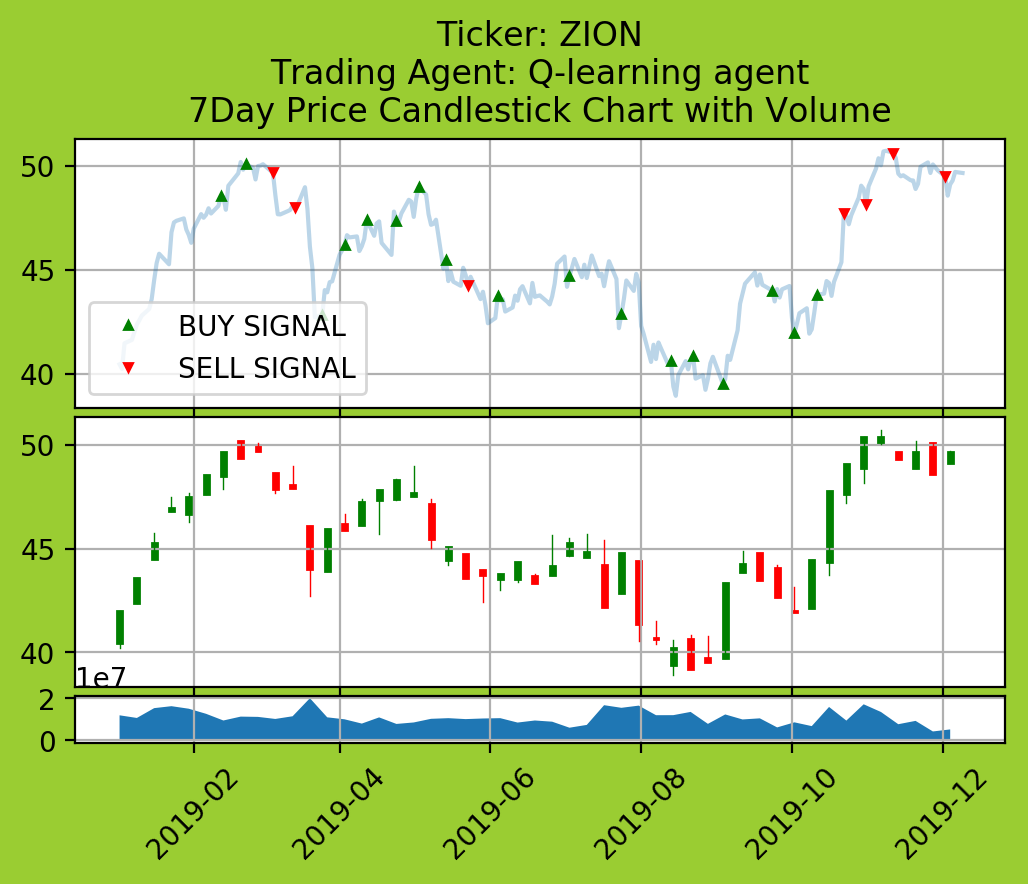 Ticker: ZION
Trading Agent: Q-learning agent
7Day Price Candlestick Chart with Volume
50
45
40
BUY SIGNAL
SELL SIGNAL
50
45
40
1e7
2
0
2019-02
2019-04
2019-06
2019-08
2019-10
2019-12